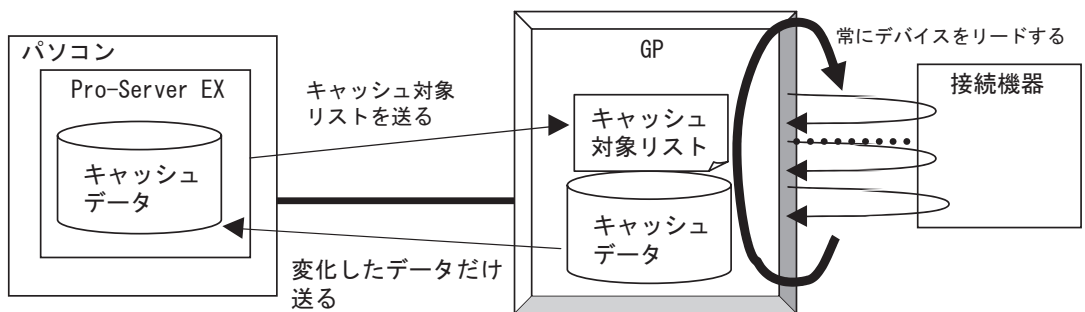 パソコン
Pro-Server EX
キャッシュ
データ
キャッシュ対象
リストを送る
変化したデータだけ
送る
GP
キャッシュ
対象リスト
キャッシュ
データ
常にデバイスをリードする
接続機器